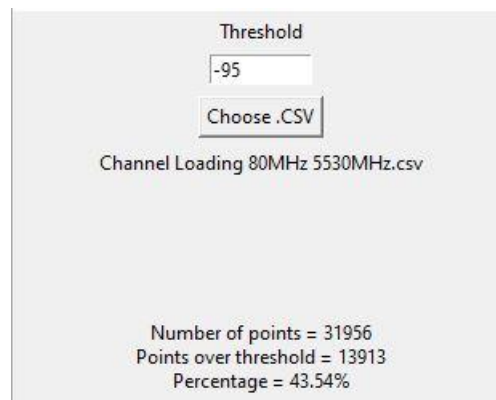 Threshold
-95
Choose .CSV
Channel Loading 80MHz 5530MHz.csv
Number of points = 31956
Points over threshold = 13913
Percentage = 43.54%